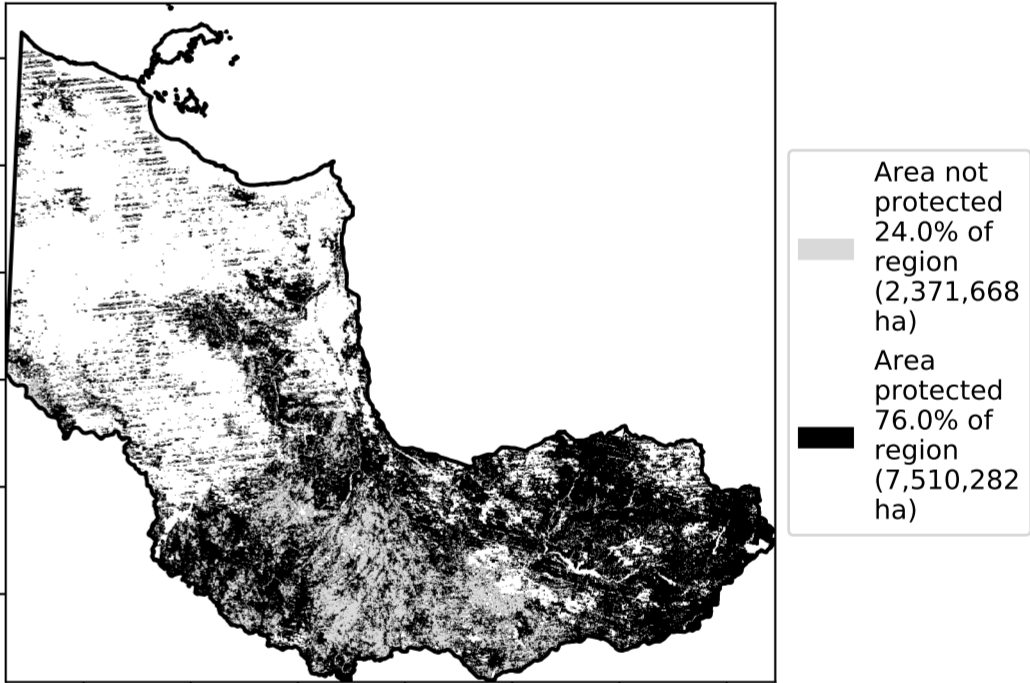 Area not
protected
24.0% of
region
(2,371,668
ha)
Area
protected
76.0% of
region
(7,510,282
ha)